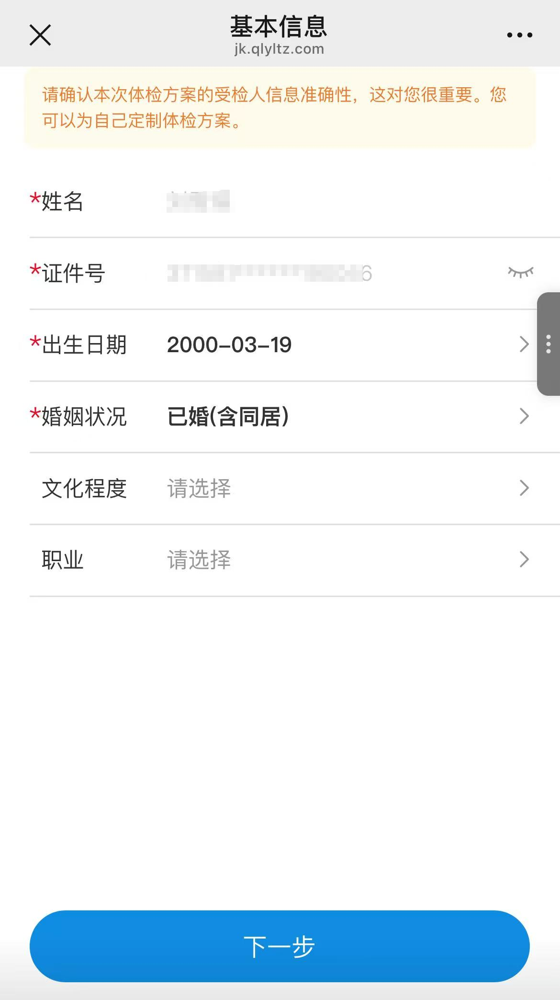 基本信息
jk.qlyltz.com
请确认本次体检方案的受检人信息准确性，这对您很重要。您
可以为自己定制体检方案。
*姓名
*证件号 6
*出生日期 2000-03-19
*婚姻状况 已婚(含同居)
文化程度 请选择
职业 请选择
下一步